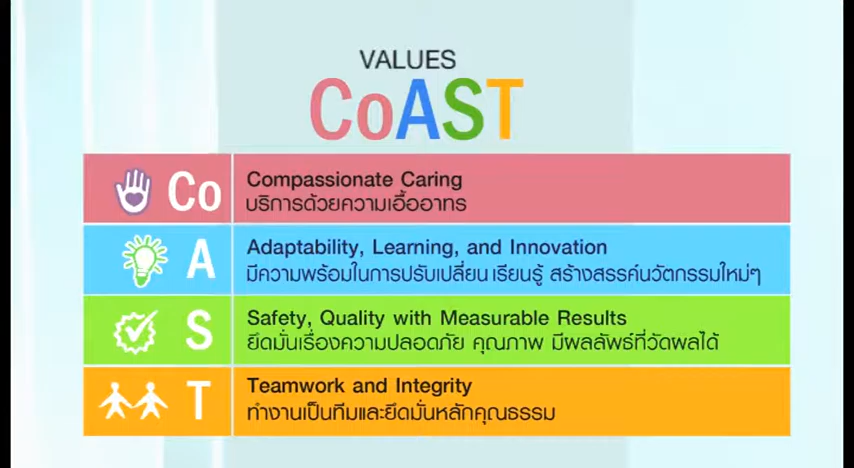 VALUES
CoAST
Co
Compassionate Caring
บริการด้วยความเอื้ออาทร
A
Adaptability, Learning, and Innovation
มีความพร้อมในการปรับเปลี่ยน เรียนรู้ สร้างสรรค์นวัตกรรมใหม่ๆ
S
Safety, Quality with Measurable Results
ยึดมั่นเรื่องความปลอดภัย คุณภาพ มีผลลัพธ์ที่วัดผลได้
T
Teamwork and Integrity
ทำงานเป็นทีมและยึดมั่นหลักคุณธรรม